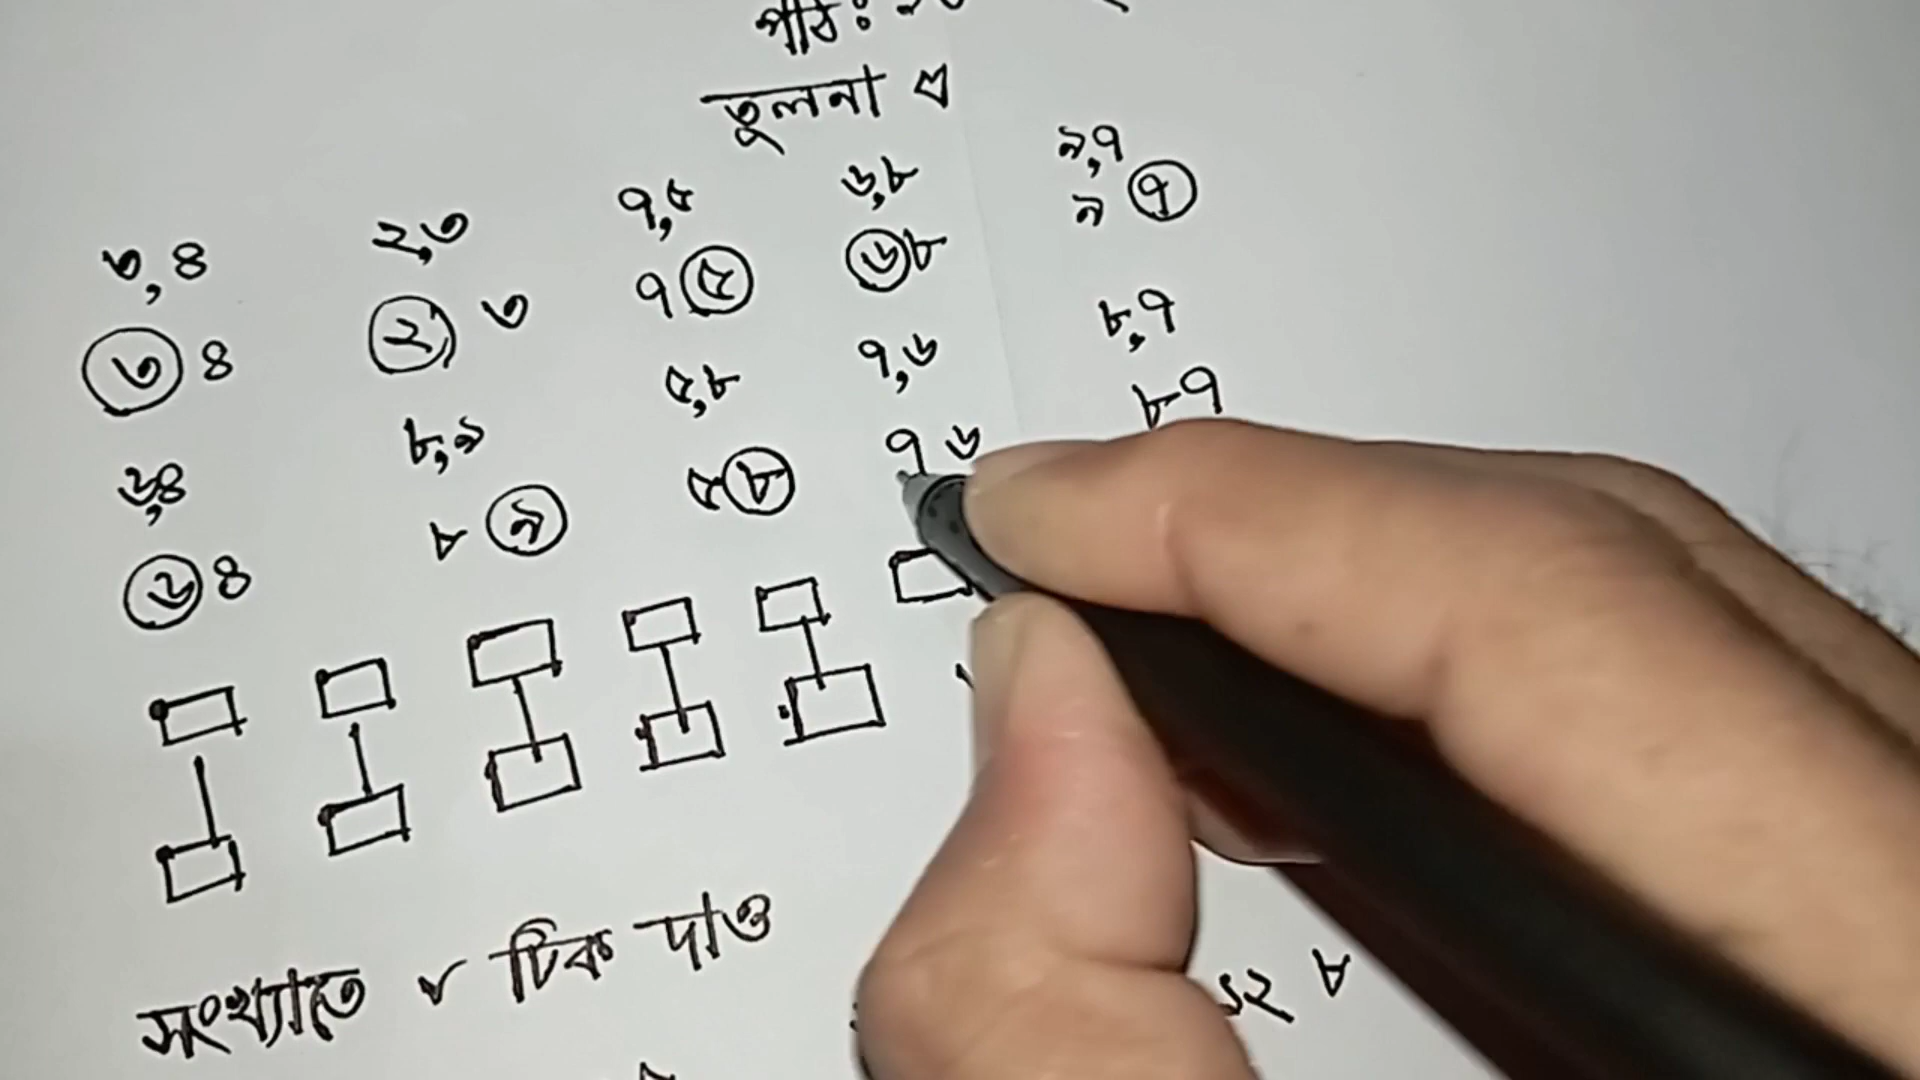 পাঠ:
তুলনা
৩,৪ ২,৩ ৭,৫ ৬,৮ ৯,৭
৩ ৪ ২ ৩ ৭ ৫ ৬ ৮ ৯ ৭
৬,৪ ৮,৯ ৫,৮ ৭,৬ ৮,৭
৬ ৪ ৮ ৯ ৫ ৮ ৭ ৬ ৮ ৭
সংখ্যাতে টিক দাও
১২ ৮